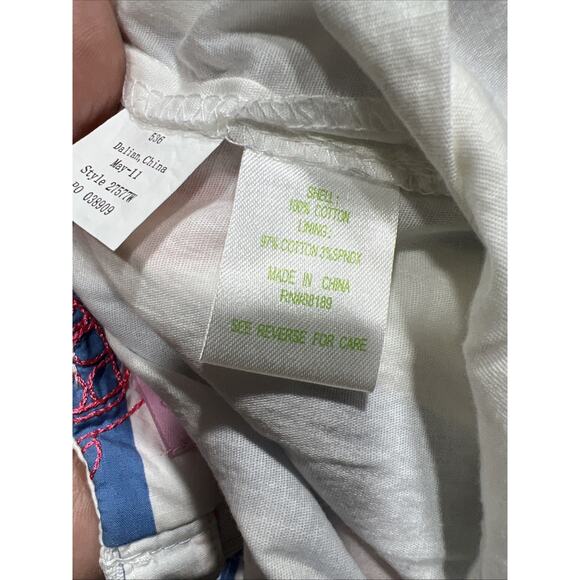 536
Dalian, China
May-11
Style 27577W
PO 038909
SHELL:
100% COTTON
LINING:
97% COTTON 3% SPNDX
MADE IN CHINA
RN#88189
SEE REVERSE FOR CARE